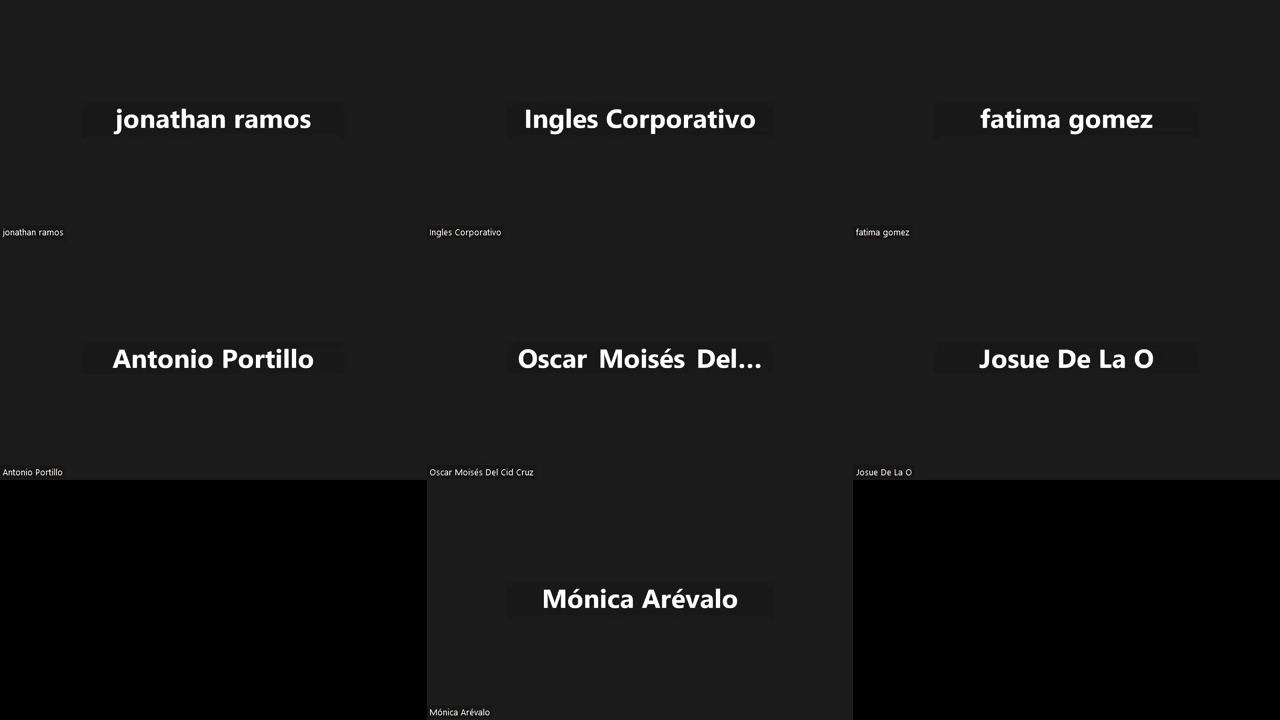 jonathan ramos
Ingles Corporativo
fatima gomez
jonathan ramos
Ingles Corporativo
fatima gomez
Antonio Portillo
Oscar Moisés Del...
Josue De La O
Antonio Portillo
Oscar Moisés Del Cid Cruz
Josue De La O
Mónica Arévalo
Mónica Arévalo